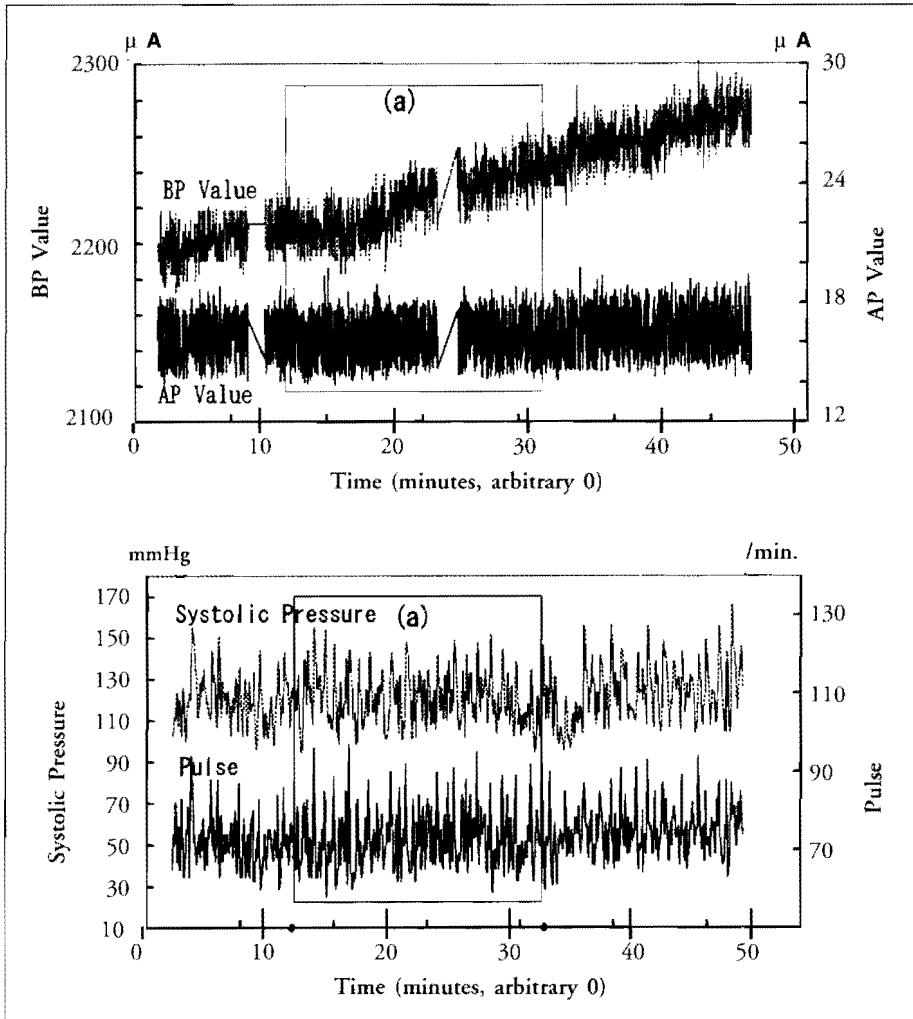 μ A
μ A
2300
30
(a)
BP Value
24
2200
BP Value
AP Value
18
AP Value
2100
12
0
10
20
30
40
50
Time (minutes, arbitrary 0)
mmHg
/min.
170
Systolic Pressure (a)
130
150
130
110
110
90
Pulse
90
70
Systolic Pressure
Pulse
50
70
30
10
0
10
20
30
40
50
Time (minutes, arbitrary 0)